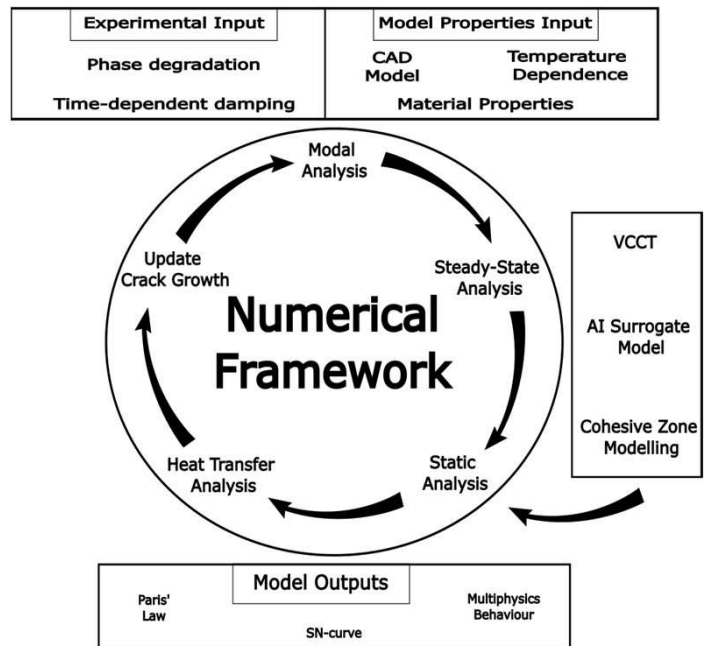 Experimental Input
Phase degradation
Time-dependent damping
Model Properties Input
CAD
Model
Temperature
Dependence
Material Properties
Modal
Analysis
Steady-State
Analysis
Static
Analysis
Heat Transfer
Analysis
Update
Crack Growth
Numerical
Framework
VCCT
AI Surrogate
Model
Cohesive Zone
Modelling
Model Outputs
Paris'
Law
SN-curve
Multiphysics
Behaviour